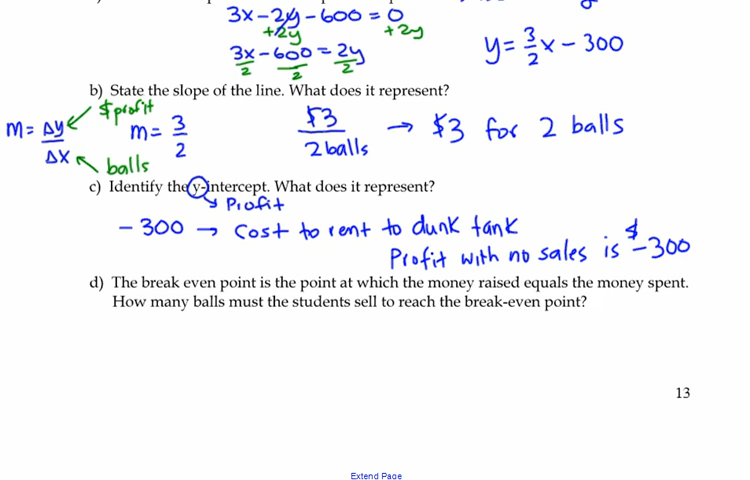 3x - 2y - 600 = 0
+2y +2y
3x/2 - 600/2 = 2y/2
y = 3/2 x - 300
b) State the slope of the line. What does it represent?
m = Δy/Δx
$profit
balls
m = 3/2
$3/2 balls → $3 for 2 balls
c) Identify the y-intercept. What does it represent?
Profit
- 300 → Cost to rent to dunk tank
Profit with no sales is $-300
d) The break even point is the point at which the money raised equals the money spent.
How many balls must the students sell to reach the break-even point?
13
Extend Page